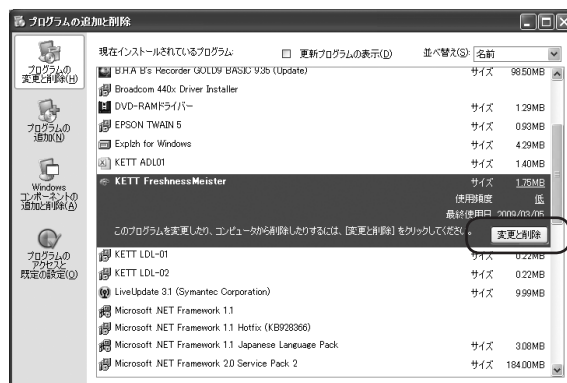 プログラムの追加と削除
プログラムの
変更と削除(H)
プログラムの
追加(N)
Windows
コンポーネントの
追加と削除(A)
プログラムの
アクセスと
既定の設定(O)
現在インストールされているプログラム: 更新プログラムの表示(D) 並べ替え(S): 名前
B.H.A B's Recorder GOLD9 BASIC 9.35 (Update) サイズ 98.50MB
Broadcom 440x Driver Installer
DVD-RAMドライバー サイズ 1.29MB
EPSON TWAIN 5 サイズ 0.93MB
Explzh for Windows サイズ 4.29MB
KETT ADL01 サイズ 1.40MB
KETT FreshnessMeister サイズ 1.75MB
使用頻度 低
最終使用日 2009/03/05
このプログラムを変更したり、コンピュータから削除したりするには、[変更と削除] をクリックしてください。 変更と削除
KETT LDL-01 サイズ 0.22MB
KETT LDL-02 サイズ 0.22MB
LiveUpdate 3.1 (Symantec Corporation) サイズ 9.99MB
Microsoft .NET Framework 1.1
Microsoft .NET Framework 1.1 Hotfix (KB928366)
Microsoft .NET Framework 1.1 Japanese Language Pack サイズ 3.08MB
Microsoft .NET Framework 2.0 Service Pack 2 サイズ 184.00MB